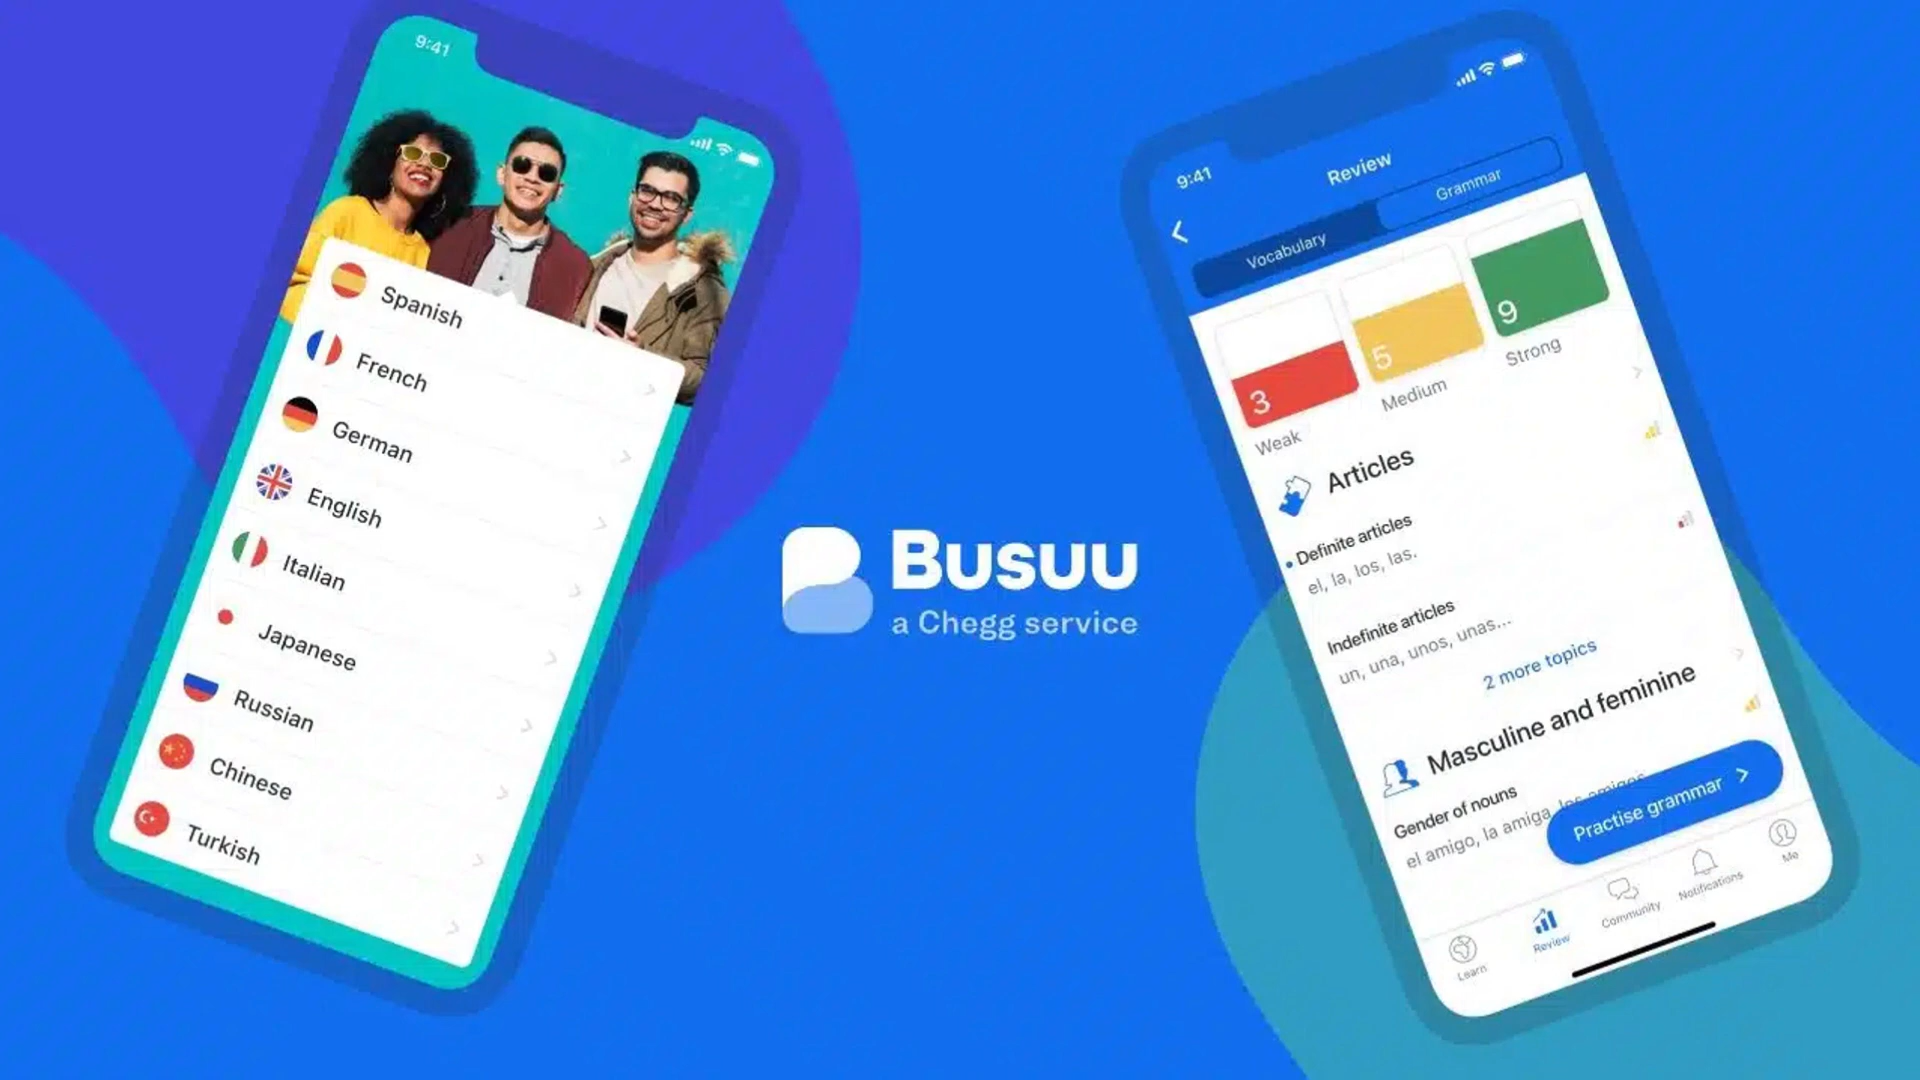 9:41
Spanish
French
German
English
Italian
Japanese
Russian
Chinese
Turkish
Busuu
a Chegg service
9:41
Review
Vocabulary
Grammar
3
5
9
Weak
Medium
Strong
Articles
Definite articles
el, la, los, las.
Indefinite articles
un, una, unos, unas...
2 more topics
Masculine and feminine
Gender of nouns
el amigo, la amiga, los amigos
Practise grammar
Learn
Review
Community
Notifications
Me